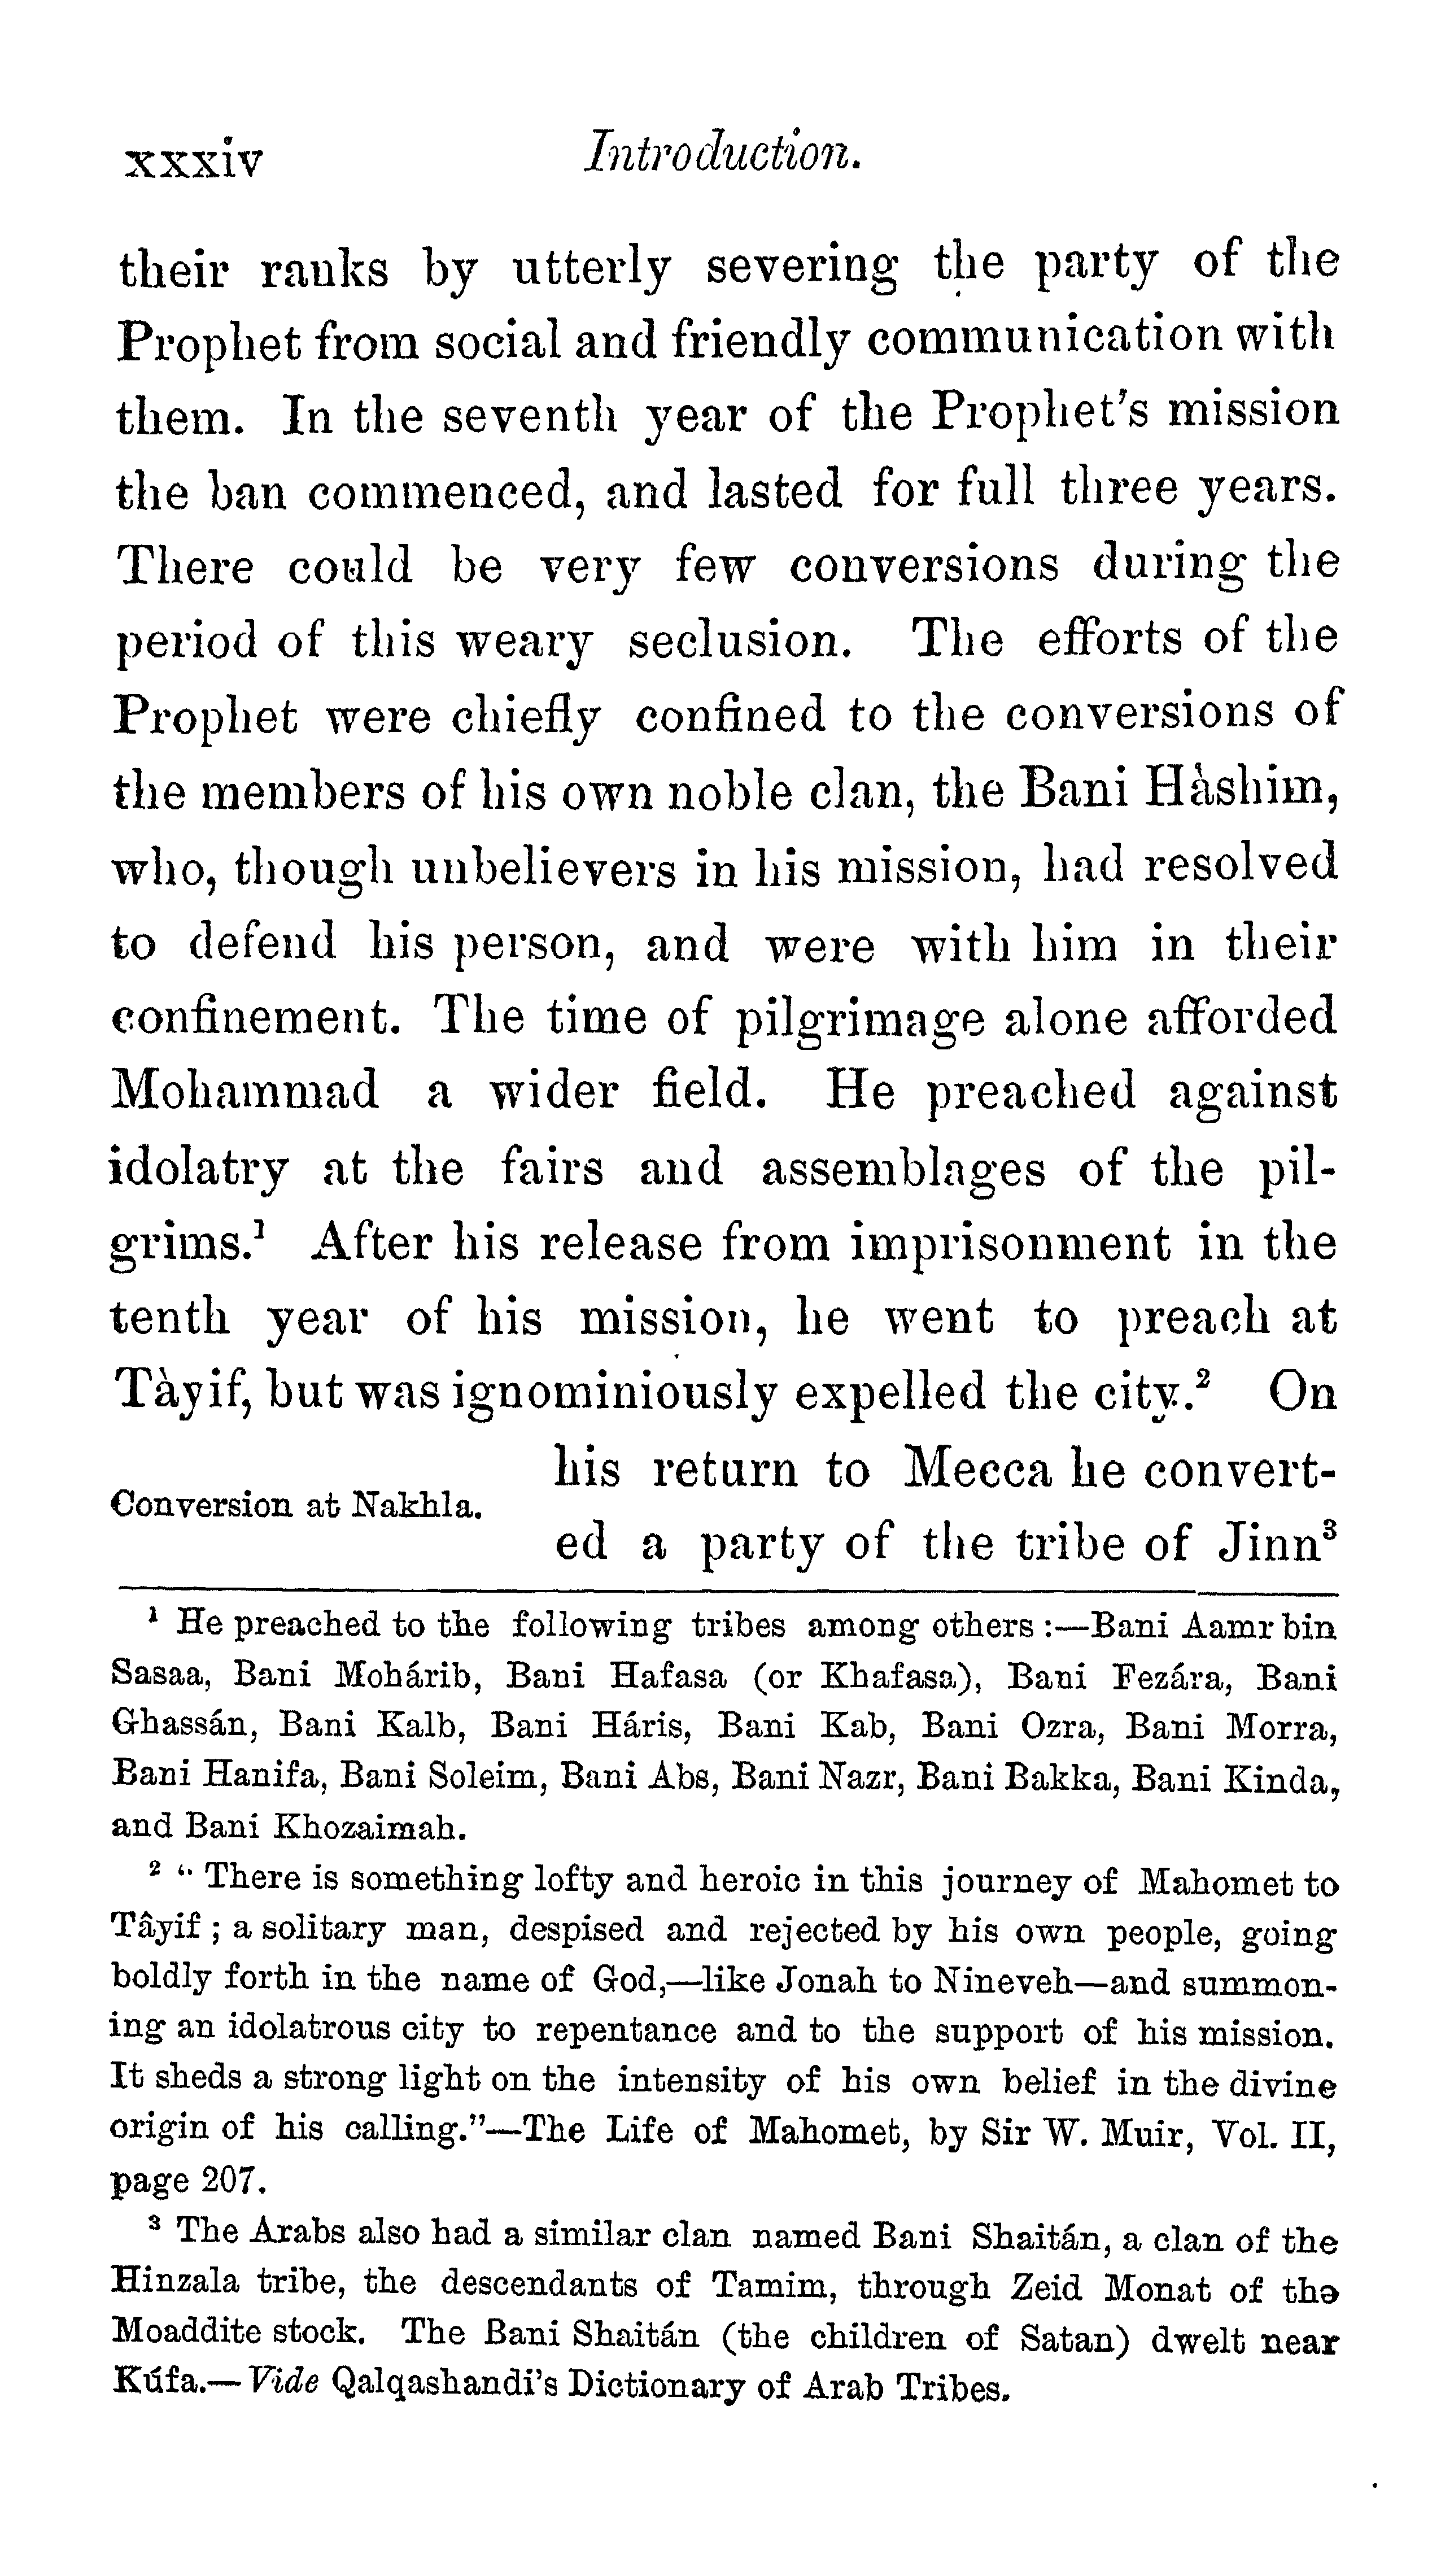 xxxiv Introduction.
their ranks by utterly severing the party of the
Prophet from social and friendly communication with
them. In the seventh year of the Prophet's mission
the ban commenced, and lasted for full three years.
There could be very few conversions during the
period of this weary seclusion. The efforts of the
Prophet were chiefly confined to the conversions of
the members of his own noble clan, the Bani Hàshim,
who, though unbelievers in his mission, had resolved
to defend his person, and were with him in their
confinement. The time of pilgrimage alone afforded
Mohammad a wider field. He preached against
idolatry at the fairs and assemblages of the pil-
grims.¹ After his release from imprisonment in the
tenth year of his mission, he went to preach at
Tàyif, but was ignominiously expelled the city.² On
his return to Mecca he convert-
Conversion at Nakhla.
ed a party of the tribe of Jinn³
¹ He preached to the following tribes among others :—Bani Aamr bin
Sasaa, Bani Mohárib, Bani Hafasa (or Khafasa), Bani Fezára, Bani
Ghassán, Bani Kalb, Bani Háris, Bani Kab, Bani Ozra, Bani Morra,
Bani Hanifa, Bani Soleim, Bani Abs, Bani Nazr, Bani Bakka, Bani Kinda,
and Bani Khozaimah.
² “ There is something lofty and heroic in this journey of Mahomet to
Tâyif ; a solitary man, despised and rejected by his own people, going
boldly forth in the name of God,—like Jonah to Nineveh—and summon-
ing an idolatrous city to repentance and to the support of his mission.
It sheds a strong light on the intensity of his own belief in the divine
origin of his calling.”—The Life of Mahomet, by Sir W. Muir, Vol. II,
page 207.
³ The Arabs also had a similar clan named Bani Shaitán, a clan of the
Hinzala tribe, the descendants of Tamim, through Zeid Monat of the
Moaddite stock. The Bani Shaitán (the children of Satan) dwelt near
Kúfa.—Vide Qalqashandi's Dictionary of Arab Tribes.